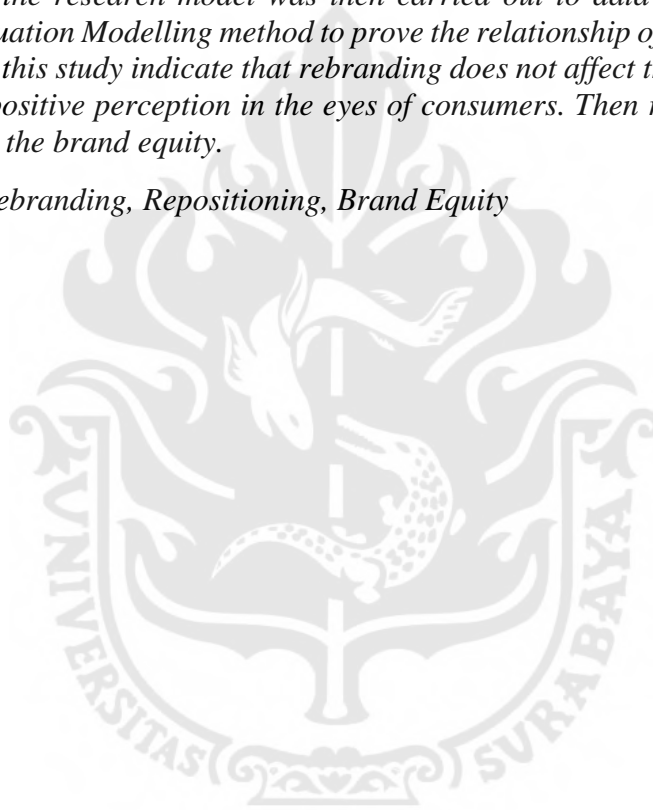 the research model was then carried out to data
uation Modelling method to prove the relationship of
this study indicate that rebranding does not affect t
positive perception in the eyes of consumers. Then
the brand equity.
ebranding, Repositioning, Brand Equity
UNIVERSITAS SURABAYA